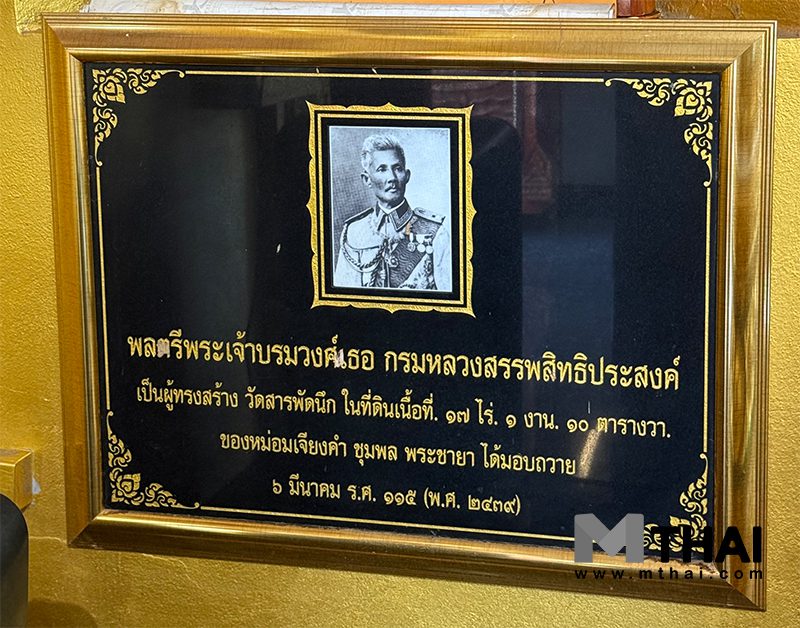 พลตรีพระเจ้าบรมวงศ์เธอ กรมหลวงสรรพสิทธิประสงค์
เป็นผู้ทรงสร้าง วัดสารพัดนึก ในที่ดินเนื้อที่. ๑๗ ไร่. ๑ งาน. ๑๐ ตารางวา.
ของหม่อมเจียงคำ ชุมพล พระชายา ได้มอบถวาย
๖ มีนาคม ร.ศ. ๑๑๕ (พ.ศ. ๒๔๓๙)
MTHAI
www.mthai.com